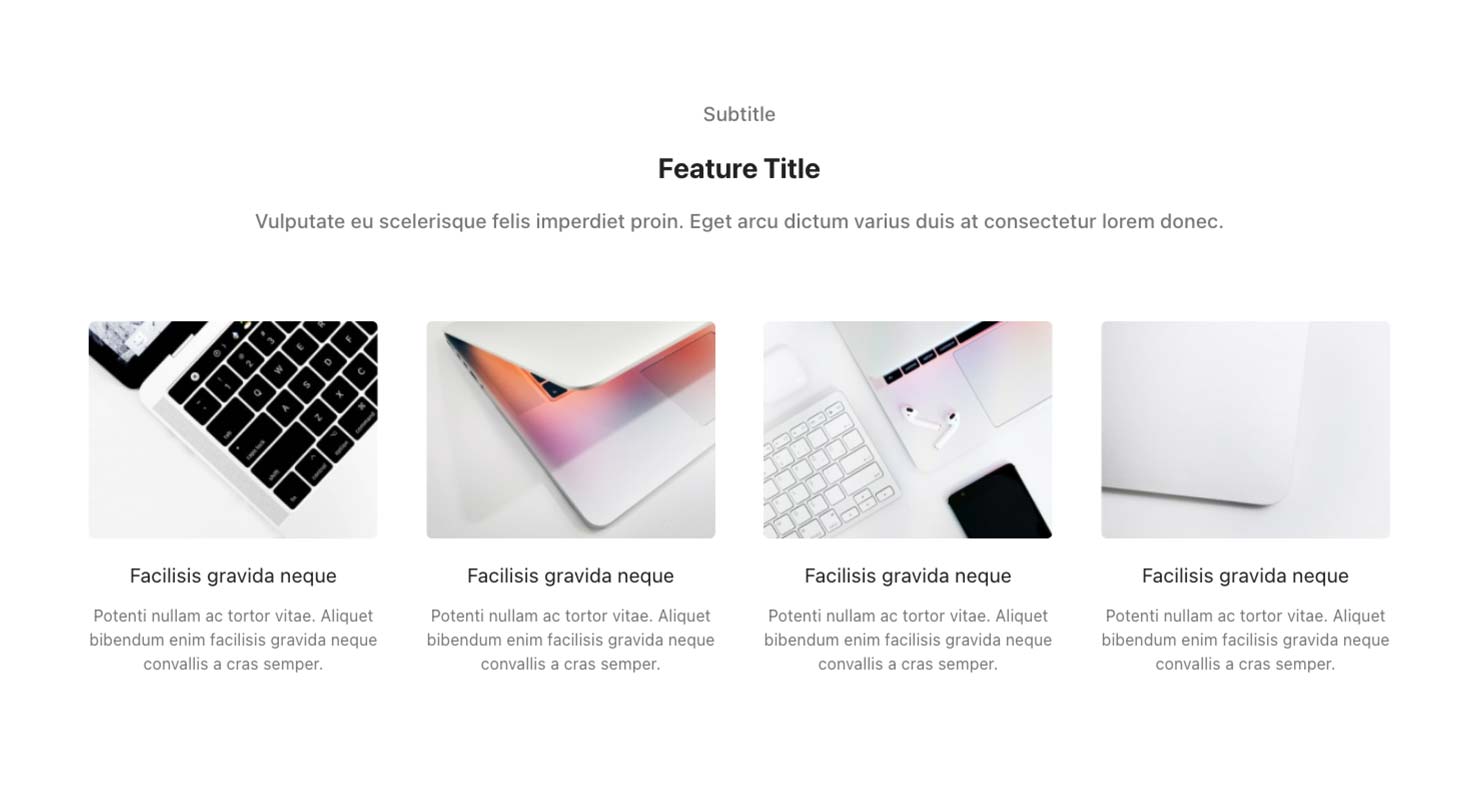 Subtitle
Feature Title
Vulputate eu scelerisque felis imperdiet proin. Eget arcu dictum varius duis at consectetur lorem donec.
Facilisis gravida neque
Potenti nullam ac tortor vitae. Aliquet
bibendum enim facilisis gravida neque
convallis a cras semper.
Facilisis gravida neque
Potenti nullam ac tortor vitae. Aliquet
bibendum enim facilisis gravida neque
convallis a cras semper.
Facilisis gravida neque
Potenti nullam ac tortor vitae. Aliquet
bibendum enim facilisis gravida neque
convallis a cras semper.
Facilisis gravida neque
Potenti nullam ac tortor vitae. Aliquet
bibendum enim facilisis gravida neque
convallis a cras semper.